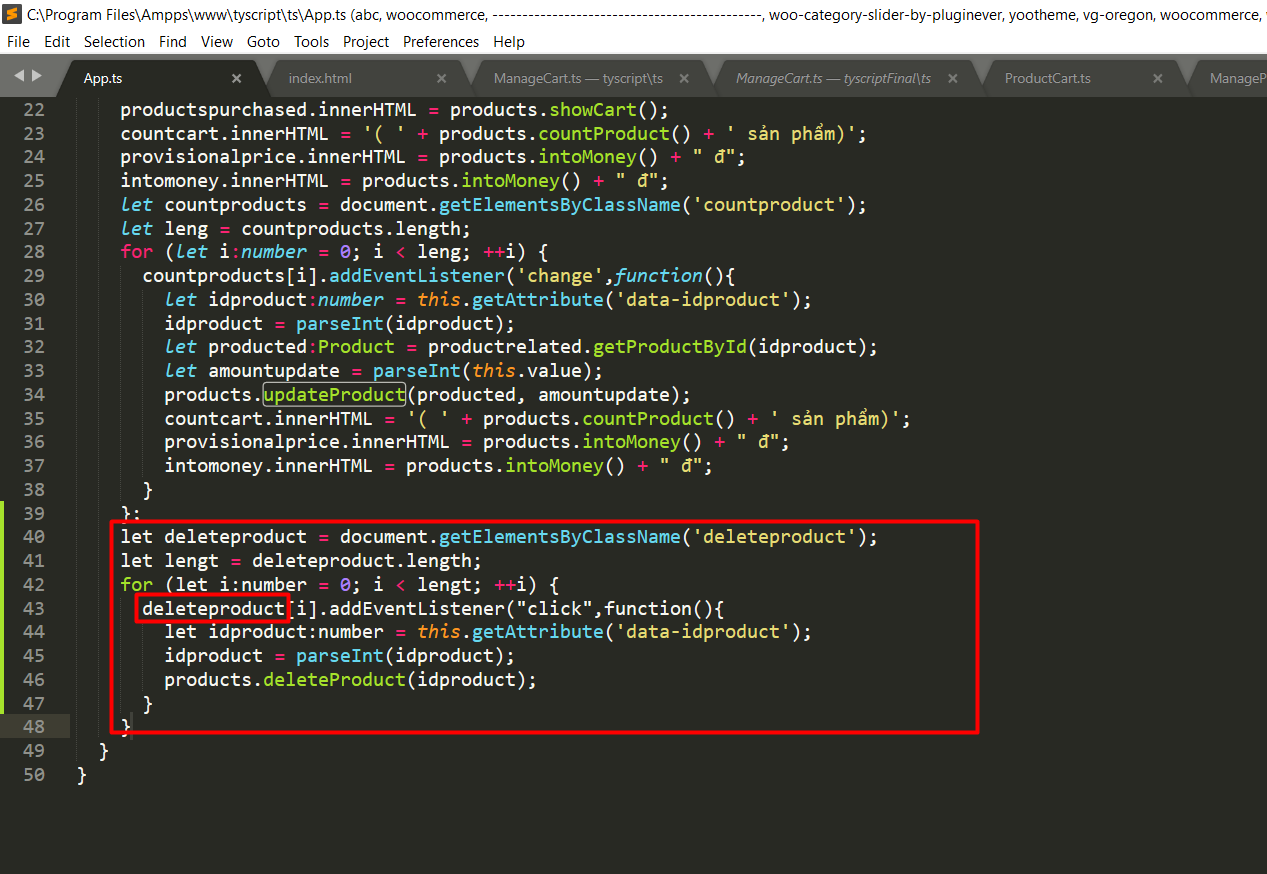 C:\Program Files\Ampps\www\tyscript\ts\App.ts (abc, woocommerce, ---------------------------------------------, woo-category-slider-by-pluginever, yootheme, vg-oregon, woocommerce,
File Edit Selection Find View Goto Tools Project Preferences Help
App.ts × index.html × ManageCart.ts — tyscript\ts × ManageCart.ts — tyscriptFinal\ts × ProductCart.ts × ManageP
22 productspurchased.innerHTML = products.showCart();
23 countcart.innerHTML = '( ' + products.countProduct() + ' sản phẩm)';
24 provisionalprice.innerHTML = products.intoMoney() + " đ";
25 intomoney.innerHTML = products.intoMoney() + " đ";
26 let countproducts = document.getElementsByClassName('countproduct');
27 let leng = countproducts.length;
28 for (let i:number = 0; i < leng; ++i) {
29 countproducts[i].addEventListener('change',function(){
30 let idproduct:number = this.getAttribute('data-idproduct');
31 idproduct = parseInt(idproduct);
32 let producted:Product = productrelated.getProductById(idproduct);
33 let amountupdate = parseInt(this.value);
34 products.updateProduct(producted, amountupdate);
35 countcart.innerHTML = '( ' + products.countProduct() + ' sản phẩm)';
36 provisionalprice.innerHTML = products.intoMoney() + " đ";
37 intomoney.innerHTML = products.intoMoney() + " đ";
38 }
39 };
40 let deleteproduct = document.getElementsByClassName('deleteproduct');
41 let lengt = deleteproduct.length;
42 for (let i:number = 0; i < lengt; ++i) {
43 deleteproduct[i].addEventListener("click",function(){
44 let idproduct:number = this.getAttribute('data-idproduct');
45 idproduct = parseInt(idproduct);
46 products.deleteProduct(idproduct);
47 }
48 }
49 }
50 }